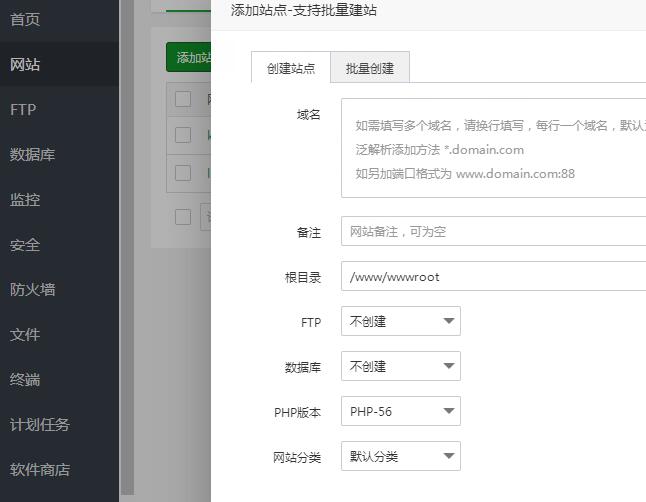 首页
网站
FTP
数据库
监控
安全
防火墙
文件
终端
计划任务
软件商店
添加站
添加站点-支持批量建站
创建站点
批量创建
域名
如需填写多个域名，请换行填写，每行一个域名，默认
泛解析添加方法 *.domain.com
如另加端口格式为 www.domain.com:88
备注
网站备注，可为空
根目录
/www/wwwroot
FTP
不创建
数据库
不创建
PHP版本
PHP-56
网站分类
默认分类